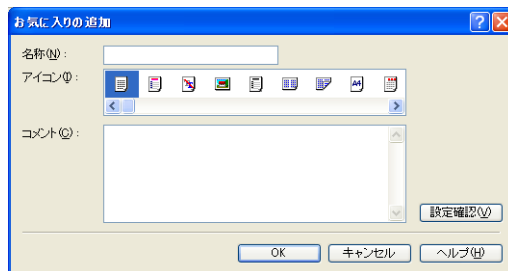 お気に入りの追加
名称(N):
アイコン(I):
A4
コメント(C):
設定確認(V)
OK キャンセル ヘルプ(H)